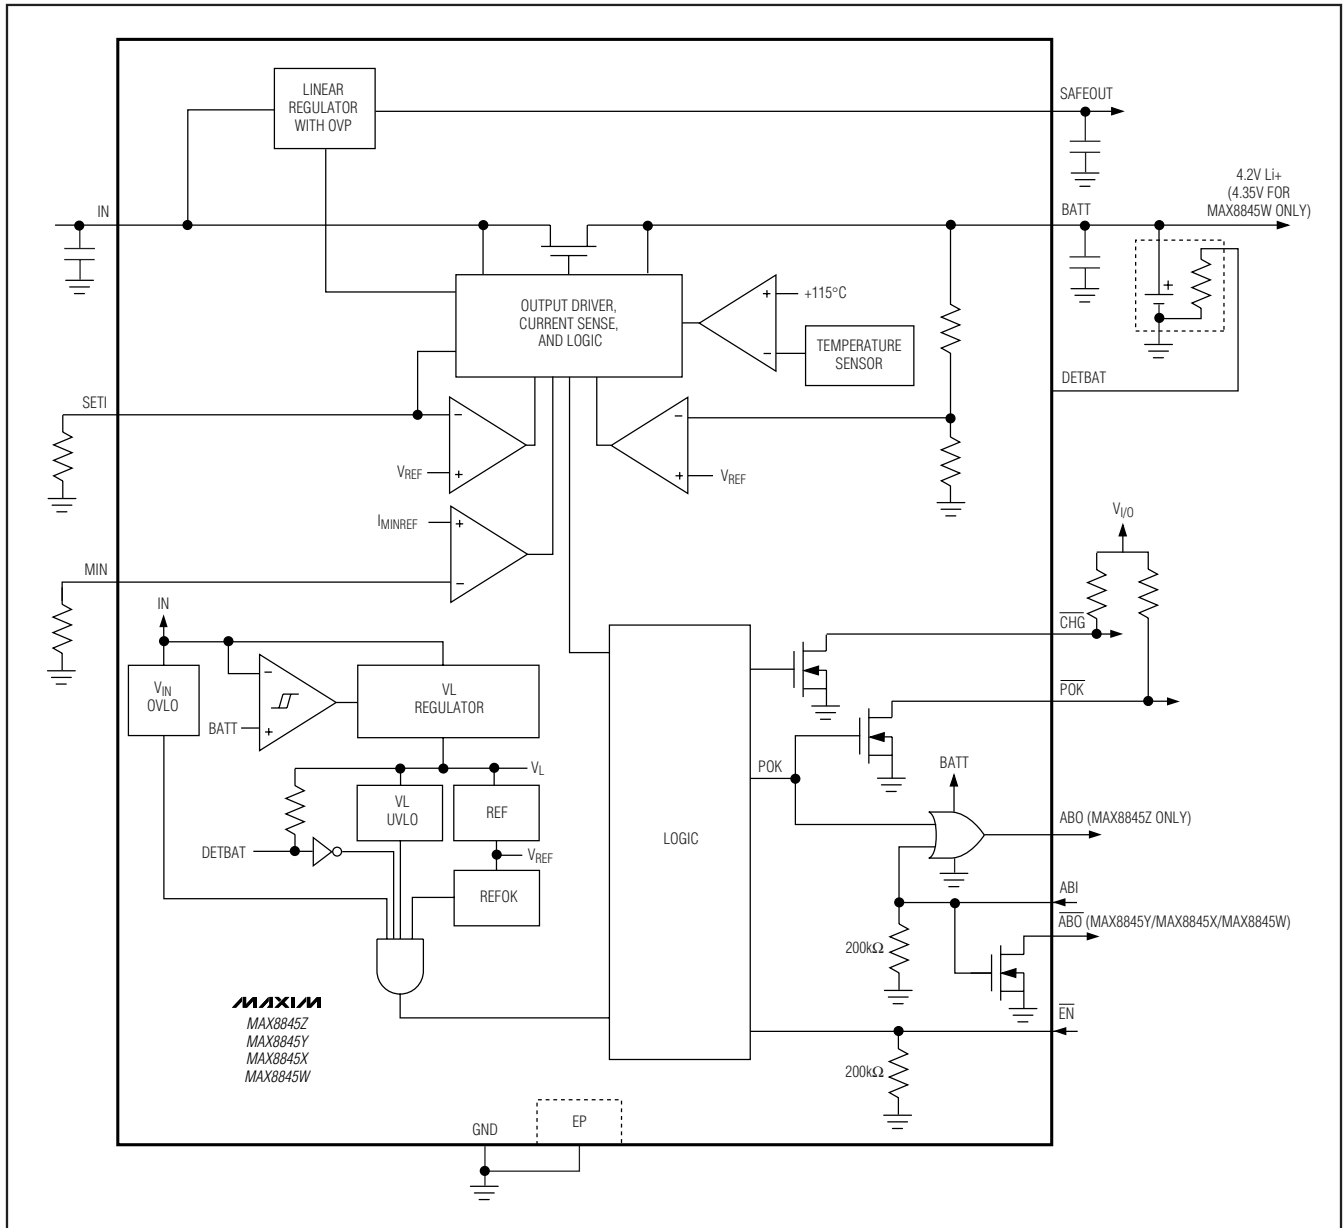 LINEAR
REGULATOR
WITH OVP
SAFEOUT
4.2V Li+
(4.35V FOR
MAX8845W ONLY)
IN
BATT
+
OUTPUT DRIVER,
CURRENT SENSE,
AND LOGIC
+
+115°C
−
TEMPERATURE
SENSOR
DETBAT
SETI
−
VREF
+
−
+
VREF
IMINREF
+
−
MIN
VI/O
CHG
POK
IN
VIN
OVLO
−
BATT
+
VL
REGULATOR
VL
VL
UVLO
REF
VREF
REFOK
DETBAT
LOGIC
POK
BATT
ABO (MAX8845Z ONLY)
ABI
ABO (MAX8845Y/MAX8845X/MAX8845W)
200kΩ
EN
200kΩ
MAXIM
MAX8845Z
MAX8845Y
MAX8845X
MAX8845W
GND
EP